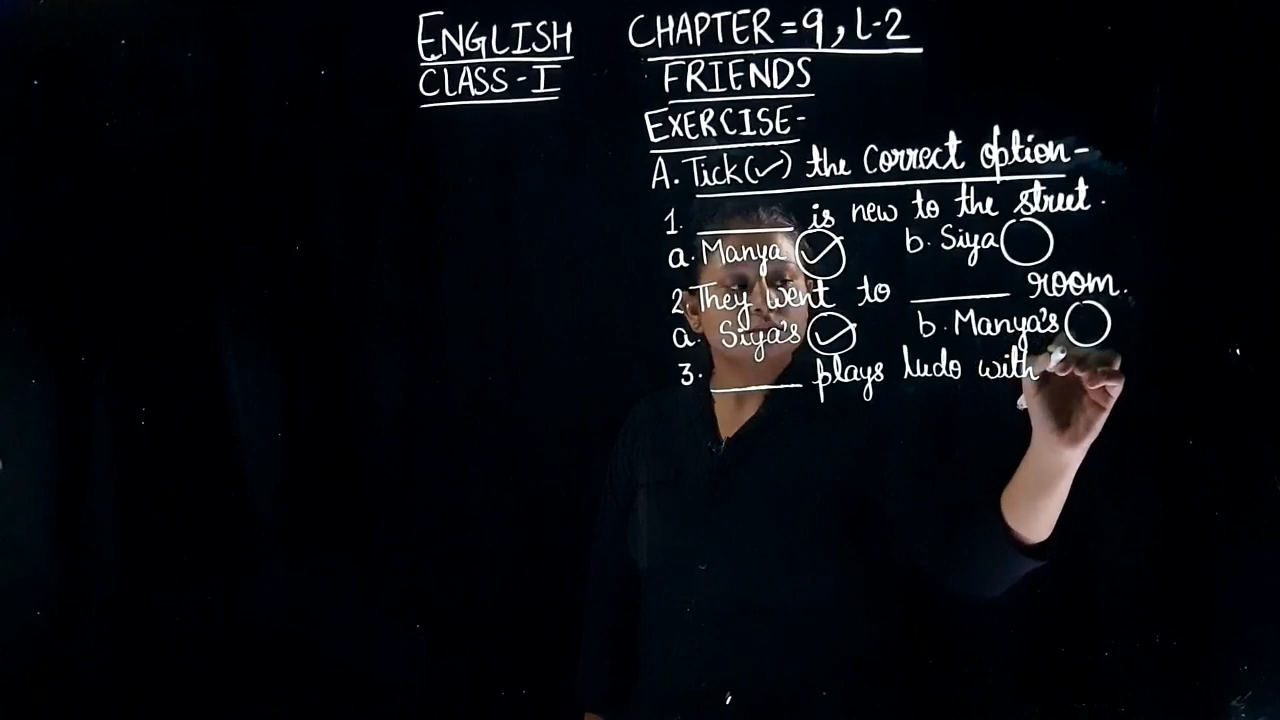 ENGLISH
CLASS-I
CHAPTER=9, L-2
FRIENDS
EXERCISE-
A. Tick(✓) the correct option-
1. ______ is new to the street.
a. Manya ✓ b. Siya
2. They went to ______ room.
a. Siya's ✓ b. Manya's
3. ______ plays ludo with